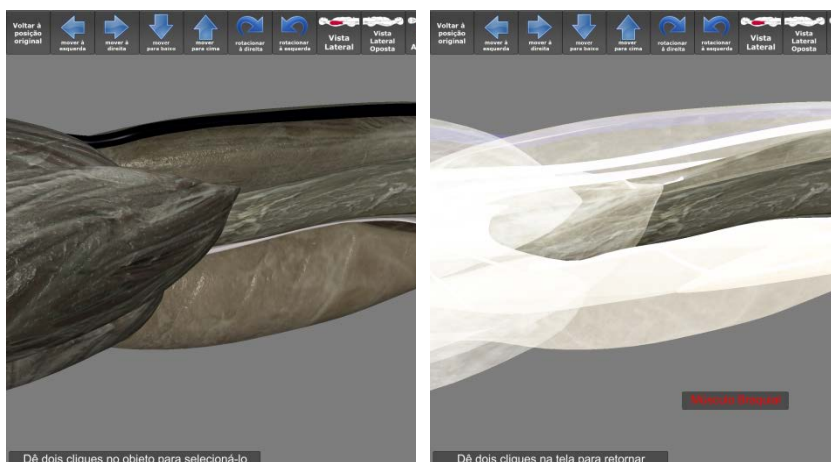 Voltar à
posição
original
mover à
esquerda
mover à
direita
mover
para baixo
mover
para cima
rotacionar
à direita
rotacionar
à esquerda
Vista
Lateral
Vista
Lateral
Oposta
A
Dê dois cliques no objeto para selecioná-lo
Voltar à
posição
original
mover à
esquerda
mover à
direita
mover
para baixo
mover
para cima
rotacionar
à direita
rotacionar
à esquerda
Vista
Lateral
Vista
Lateral
Oposta
Dê dois cliques na tela para retornar